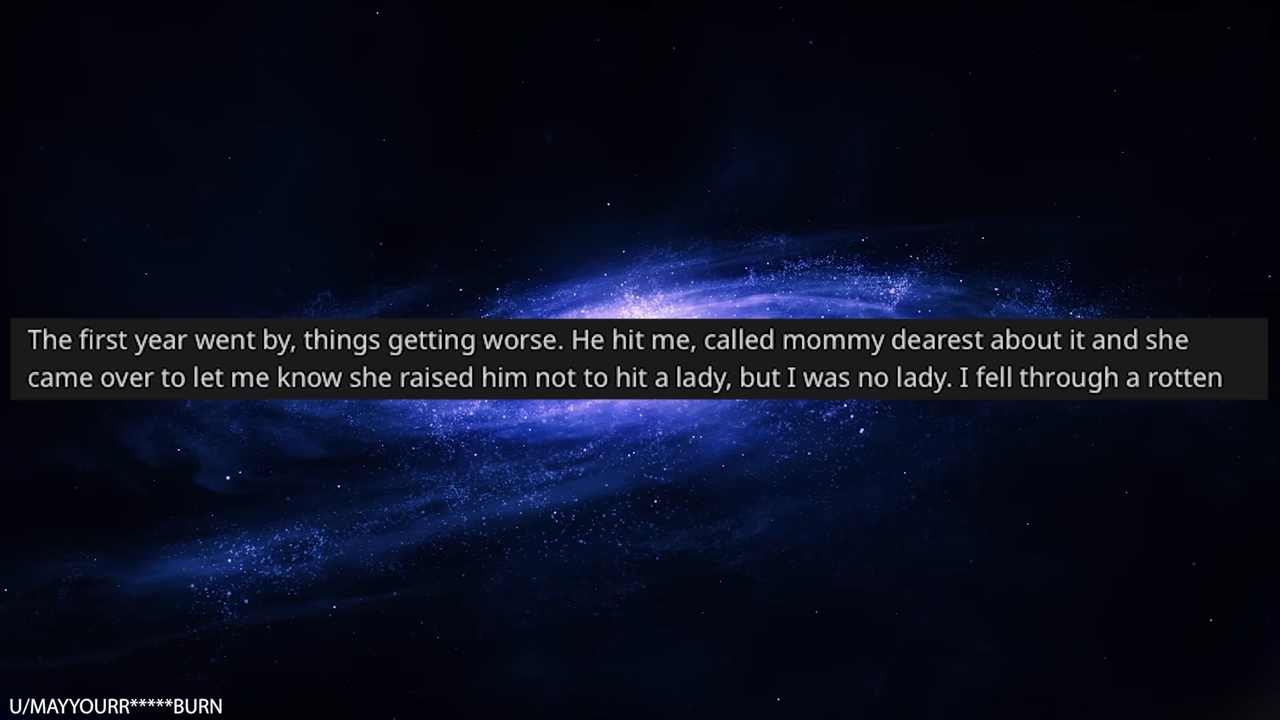 The first year went by, things getting worse. He hit me, called mommy dearest about it and she
came over to let me know she raised him not to hit a lady, but I was no lady. I fell through a rotten
U/MAYYOURR*****BURN